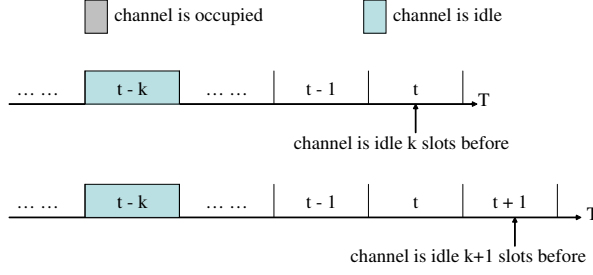 channel is occupied channel is idle
… … t - k … … t - 1 t T
channel is idle k slots before
… … t - k … … t - 1 t t + 1 T
channel is idle k+1 slots before